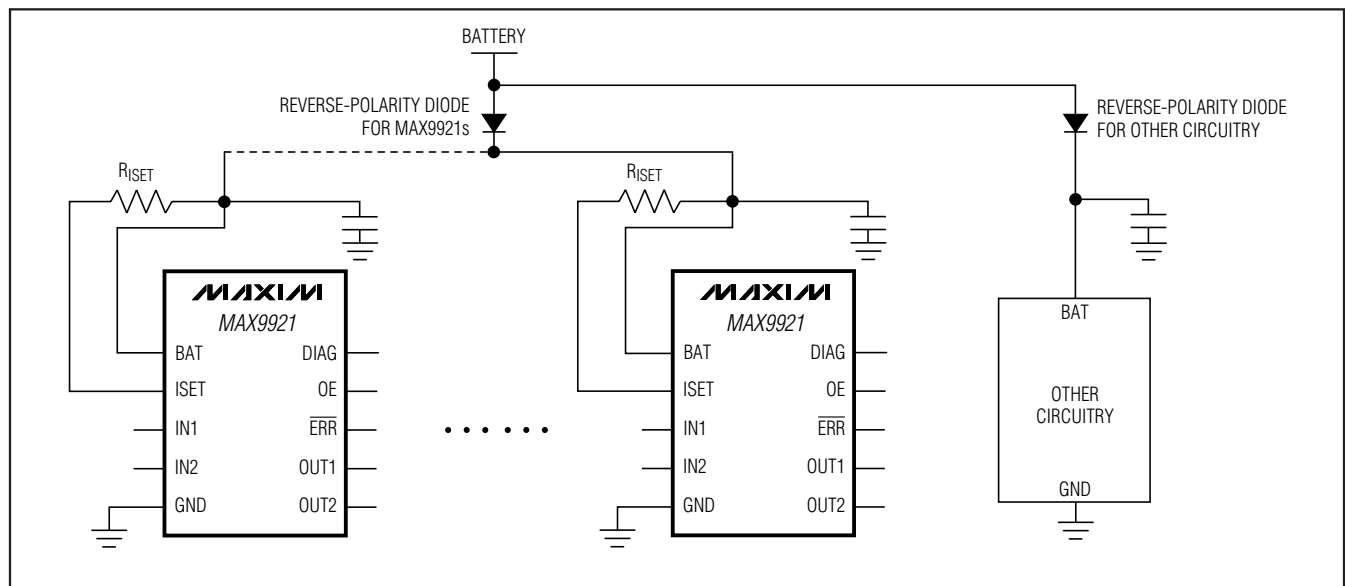 BATTERY
REVERSE-POLARITY DIODE
FOR MAX9921s
REVERSE-POLARITY DIODE
FOR OTHER CIRCUITRY
RISET
RISET
MAXIM
MAX9921
BAT
ISET
IN1
IN2
GND
DIAG
OE
ERR
OUT1
OUT2
MAXIM
MAX9921
BAT
ISET
IN1
IN2
GND
DIAG
OE
ERR
OUT1
OUT2
BAT
OTHER
CIRCUITRY
GND